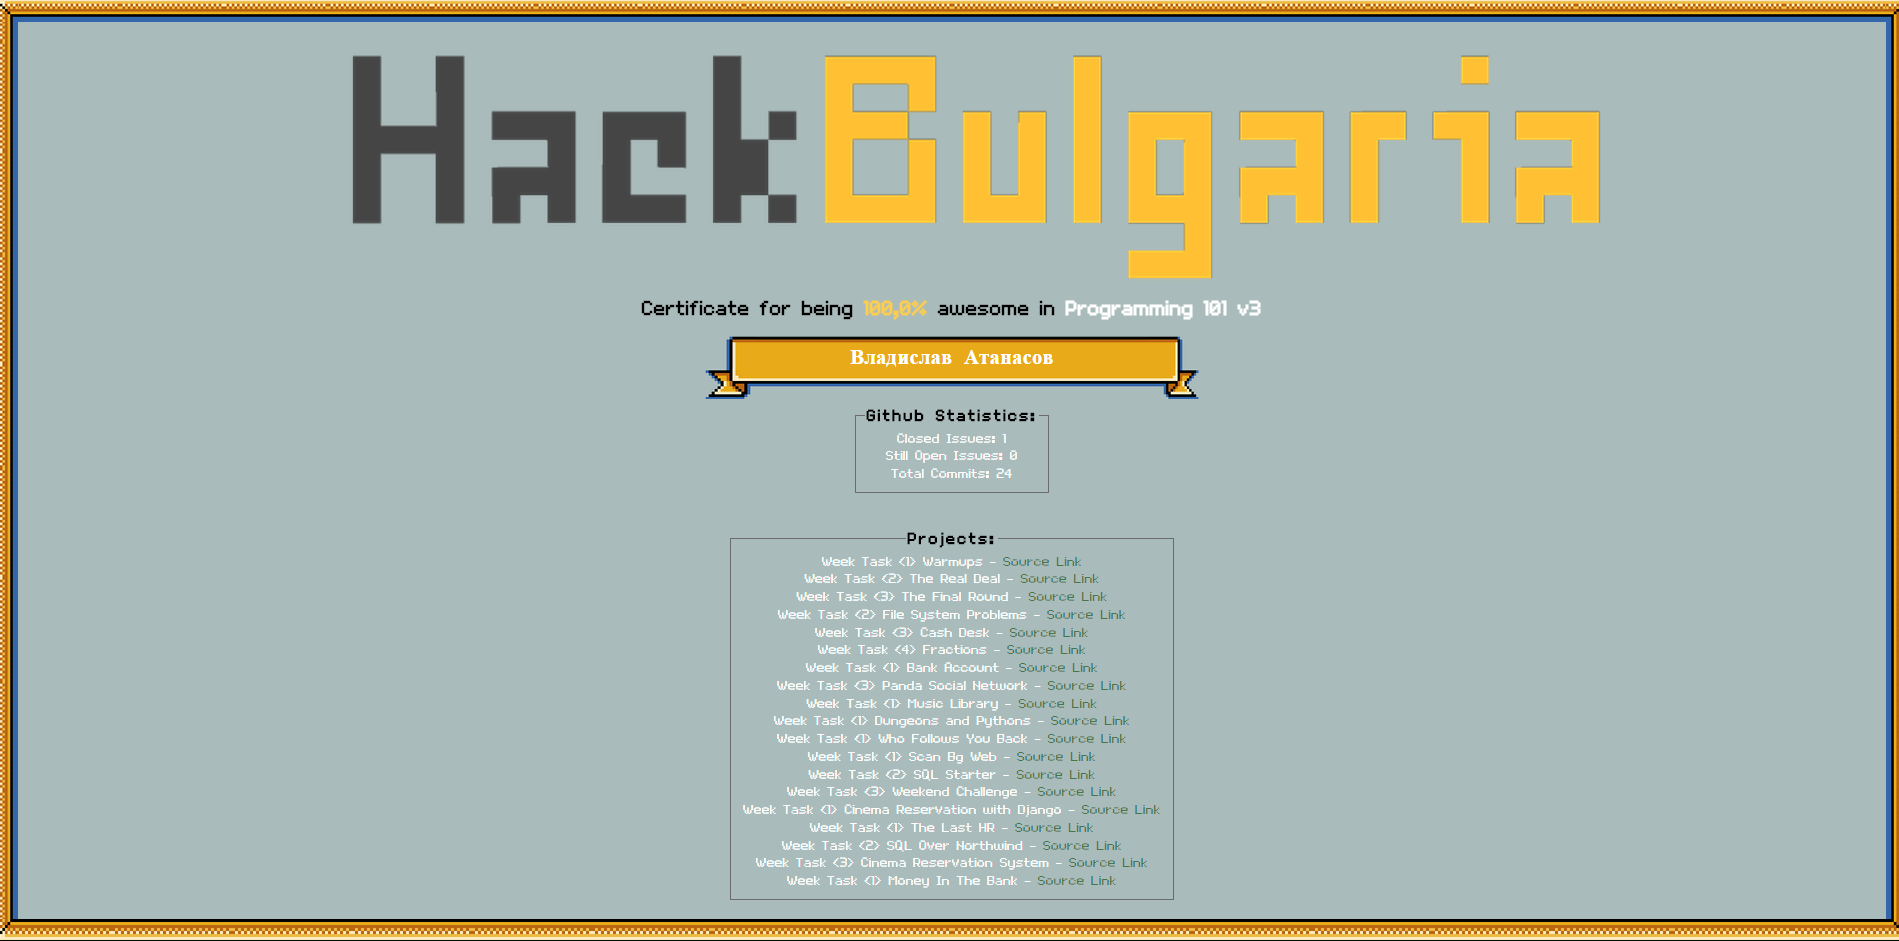 HackBulgaria
Certificate for being 100,0% awesome in Programming 101 v3
Владислав Атанасов
Github Statistics:
Closed Issues: 1
Still Open Issues: 0
Total Commits: 24
Projects:
Week Task <1> Warmups - Source Link
Week Task <2> The Real Deal - Source Link
Week Task <3> The Final Round - Source Link
Week Task <2> File System Problems - Source Link
Week Task <3> Cash Desk - Source Link
Week Task <4> Fractions - Source Link
Week Task <1> Bank Account - Source Link
Week Task <3> Panda Social Network - Source Link
Week Task <1> Music Library - Source Link
Week Task <1> Dungeons and Pythons - Source Link
Week Task <1> Who Follows You Back - Source Link
Week Task <1> Scan Bg Web - Source Link
Week Task <2> SQL Starter - Source Link
Week Task <3> Weekend Challenge - Source Link
Week Task <1> Cinema Reservation with Django - Source Link
Week Task <1> The Last HR - Source Link
Week Task <2> SQL Over Northwind - Source Link
Week Task <3> Cinema Reservation System - Source Link
Week Task <1> Money In The Bank - Source Link